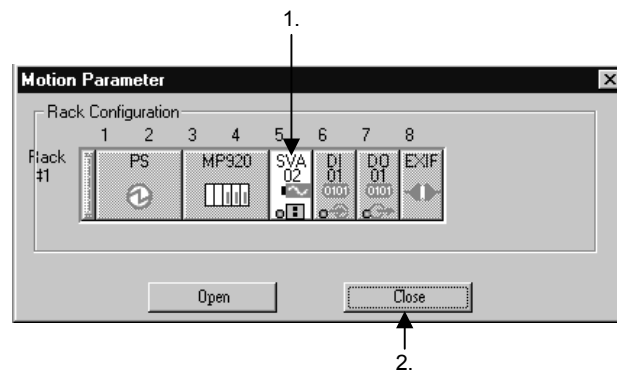 1.
Motion Parameter
Rack Configuration
1 2 3 4 5 6 7 8
Rack #1
PS
MP920
SVA 02
DI 01 0101
DO 01 0101
EXIF
Open
Close
2.